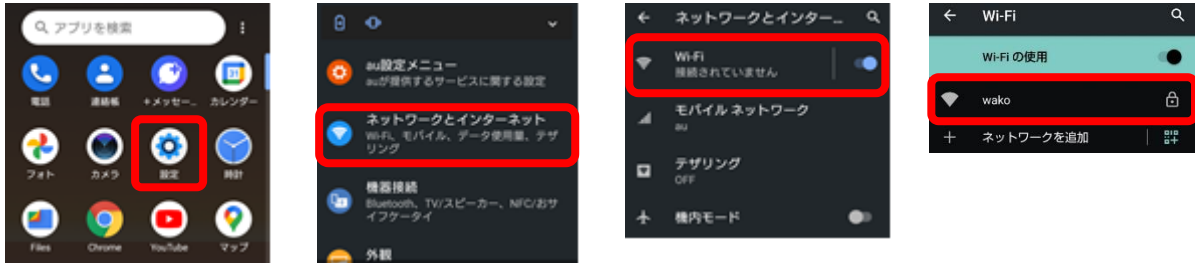 アプリを検索
電話
連絡帳
+メッセー...
カレンダー
フォト
カメラ
設定
時計
Files
Chrome
YouTube
マップ
au設定メニュー
auが提供するサービスに関する設定
ネットワークとインターネット
Wi-Fi、モバイル、データ使用量、テザ
リング
機器接続
Bluetooth、TV/スピーカー、NFC/おサ
イフケータイ
外観
ネットワークとインター...
Wi-Fi
接続されていません
モバイル ネットワーク
au
テザリング
OFF
機内モード
Wi-Fi
Wi-Fi の使用
wako
ネットワークを追加